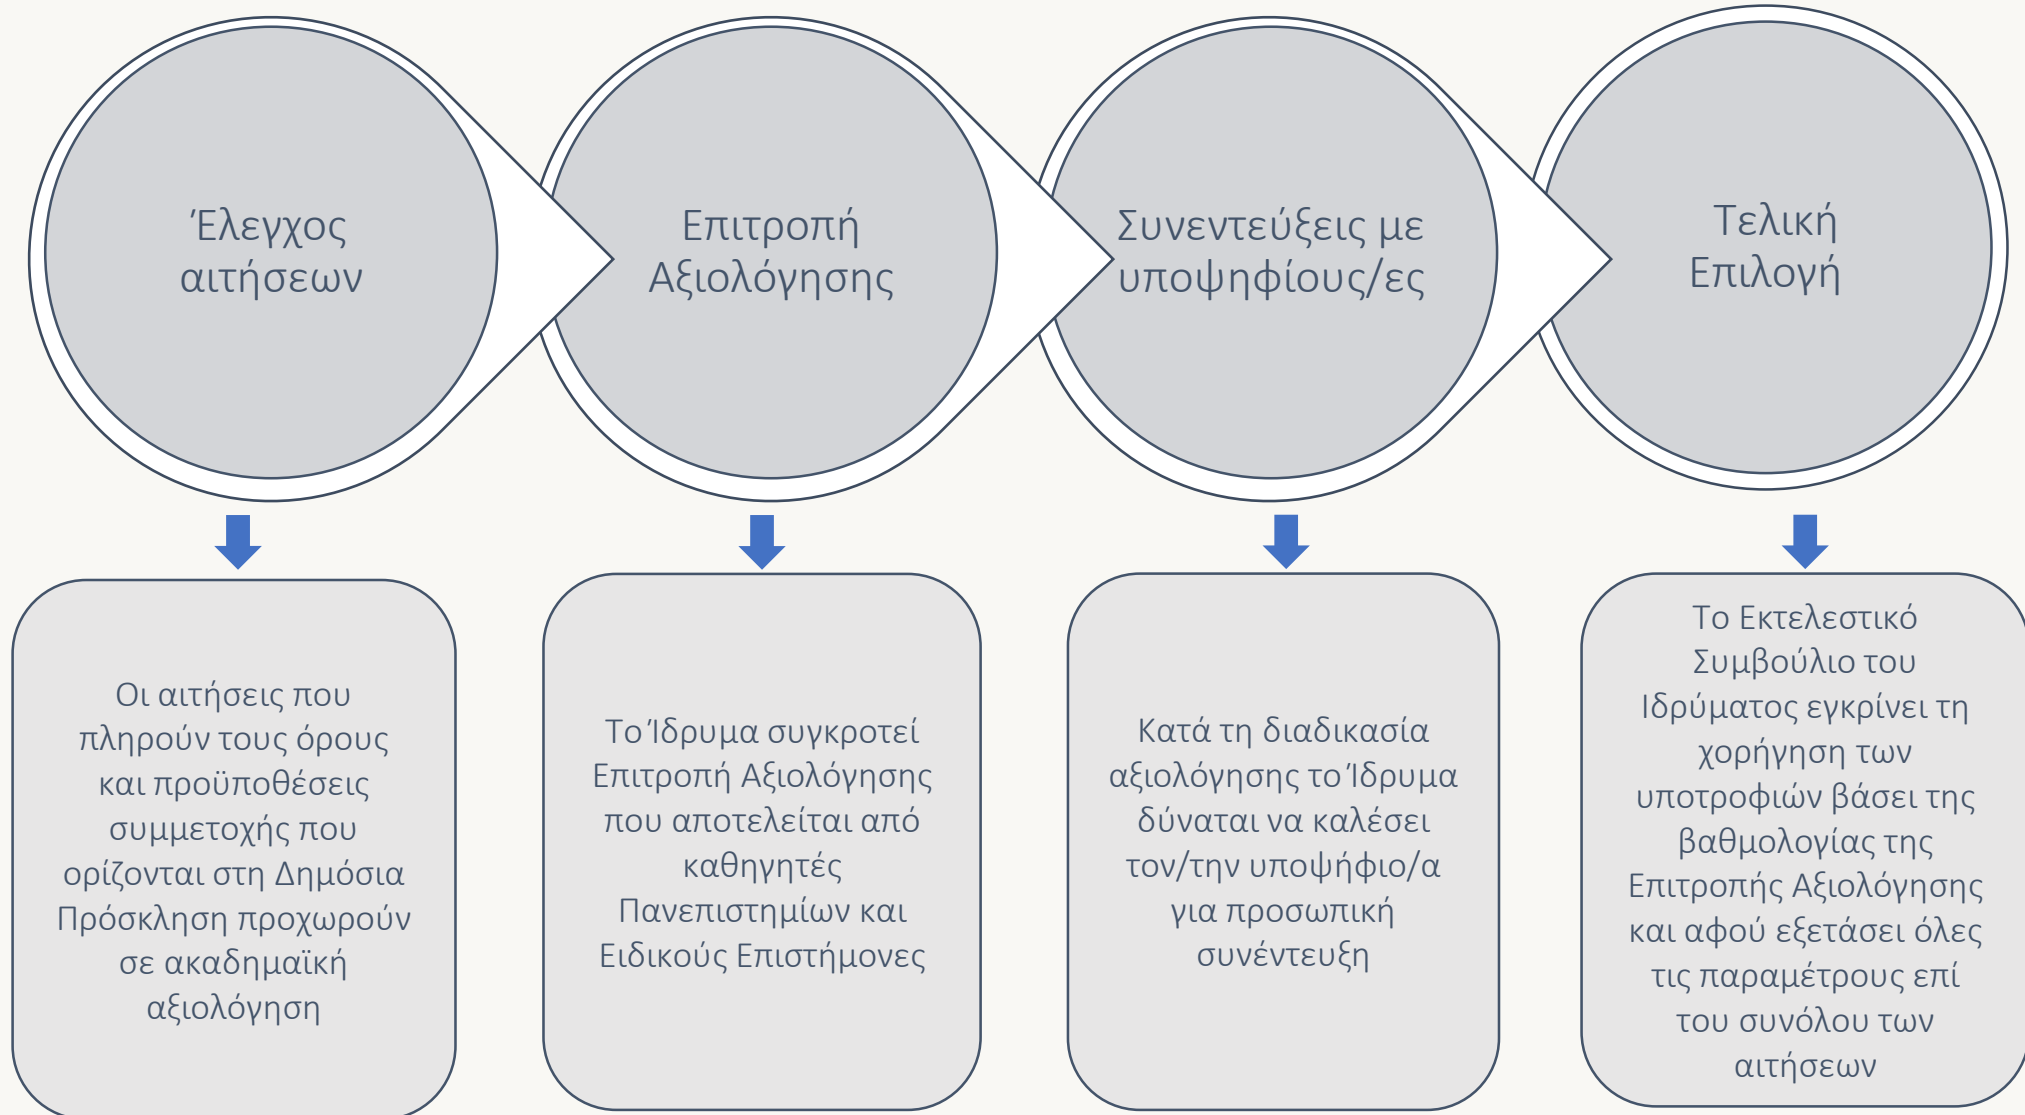 Έλεγχος
αιτήσεων
Επιτροπή
Αξιολόγησης
Συνεντεύξεις με
υποψηφίους/ες
Τελική
Επιλογή
Οι αιτήσεις που
πληρούν τους όρους
και προϋποθέσεις
συμμετοχής που
ορίζονται στη Δημόσια
Πρόσκληση προχωρούν
σε ακαδημαϊκή
αξιολόγηση
Το Ίδρυμα συγκροτεί
Επιτροπή Αξιολόγησης
που αποτελείται από
καθηγητές
Πανεπιστημίων και
Ειδικούς Επιστήμονες
Κατά τη διαδικασία
αξιολόγησης το Ίδρυμα
δύναται να καλέσει
τον/την υποψήφιο/α
για προσωπική
συνέντευξη
Το Εκτελεστικό
Συμβούλιο του
Ιδρύματος εγκρίνει τη
χορήγηση των
υποτροφιών βάσει της
βαθμολογίας της
Επιτροπής Αξιολόγησης
και αφού εξετάσει όλες
τις παραμέτρους επί
του συνόλου των
αιτήσεων